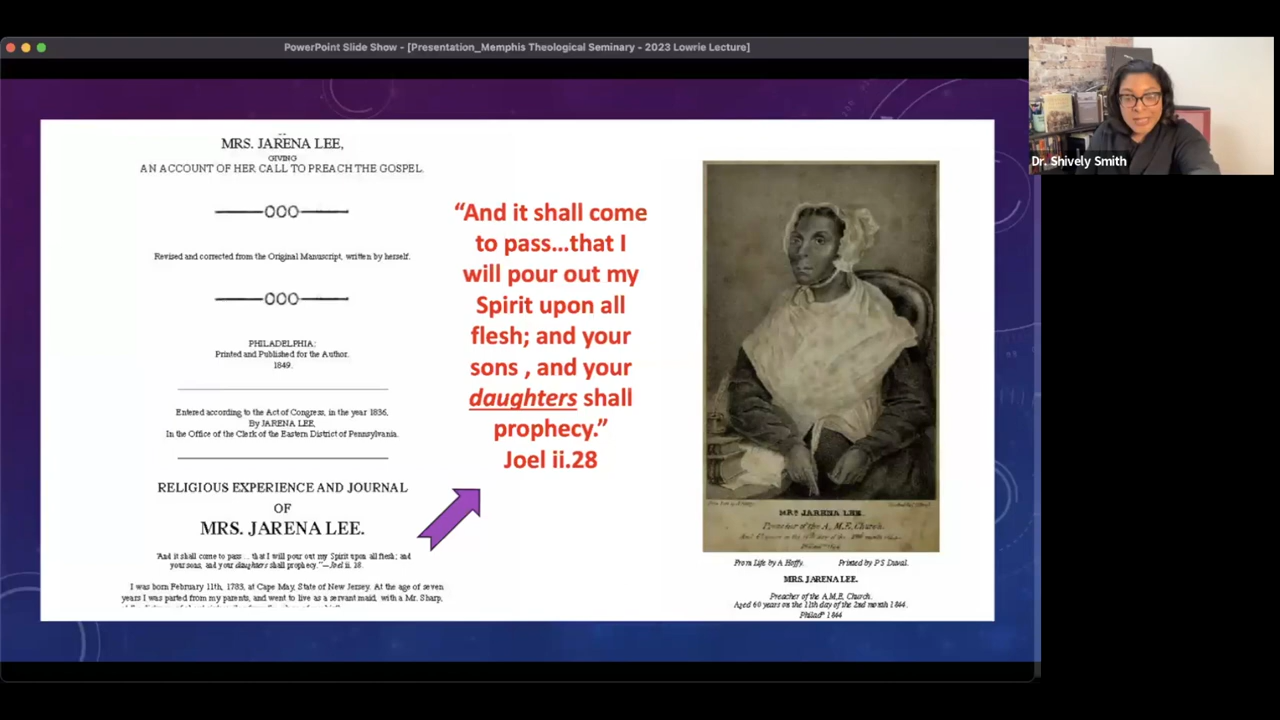 PowerPoint Slide Show - [Presentation_Memphis Theological Seminary - 2023 Lowrie Lecture]
Dr. Shively Smith
MRS. JARENA LEE,
GIVING
AN ACCOUNT OF HER CALL TO PREACH THE GOSPEL.
Revised and corrected from the Original Manuscript, written by herself.
PHILADELPHIA:
Printed and Published for the Author.
1849.
Entered according to the Act of Congress, in the year 1836,
By JARENA LEE,
In the Office of the Clerk of the Eastern District of Pennsylvania.
RELIGIOUS EXPERIENCE AND JOURNAL
OF
MRS. JARENA LEE.
"And it shall come to pass ... that I will pour out my Spirit upon all flesh; and
your sons, and your daughters shall prophecy."—Joel ii. 28.
I was born February 11th, 1783, at Cape May, State of New Jersey. At the age of seven
years I was parted from my parents, and went to live as a servant maid, with a Mr. Sharp,
“And it shall come
to pass...that I
will pour out my
Spirit upon all
flesh; and your
sons , and your
daughters shall
prophecy.”
Joel ii.28
MRS. JARENA LEE.
Preacher of the A.M.E. Church.
From Life by A Hoffy. Printed by P S Duval.
MRS. JARENA LEE.
Preacher of the A.M.E. Church.
Aged 60 years on the 11th day of the 2nd month 1844.
Philada 1844